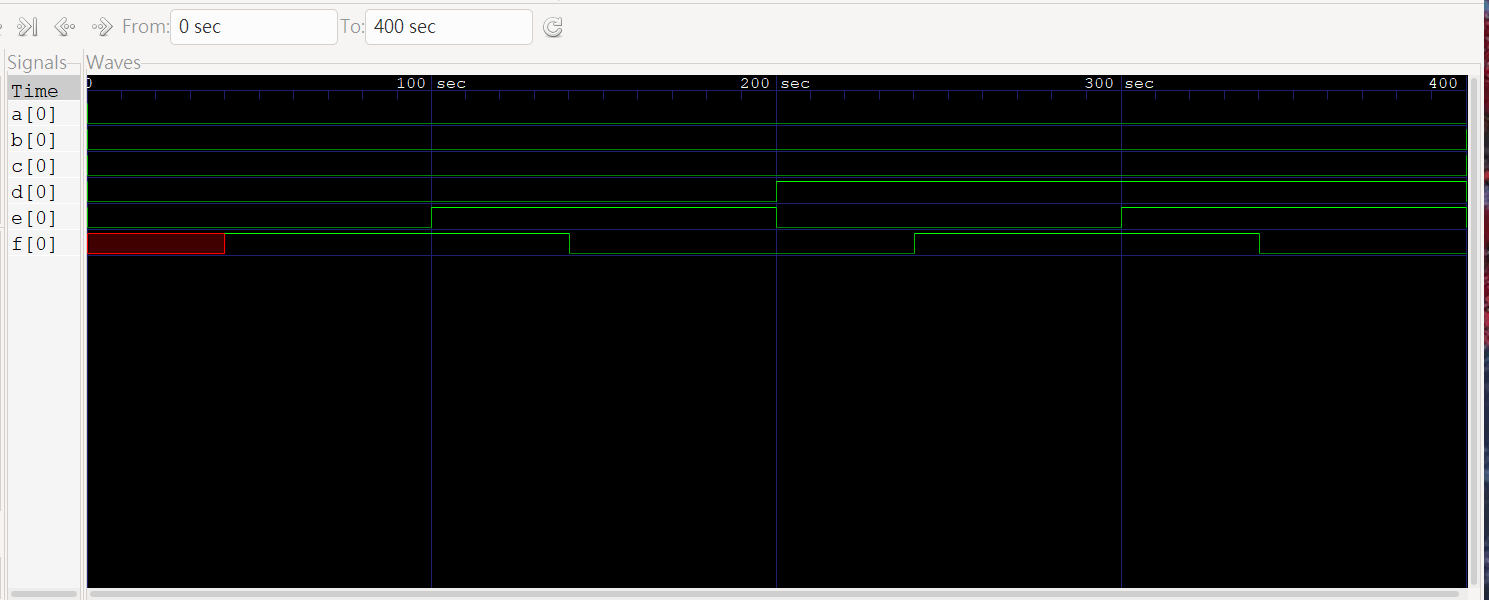 From: 0 sec To: 400 sec
Signals Waves
Time 0 100 sec 200 sec 300 sec 400
a[0]
b[0]
c[0]
d[0]
e[0]
f[0]